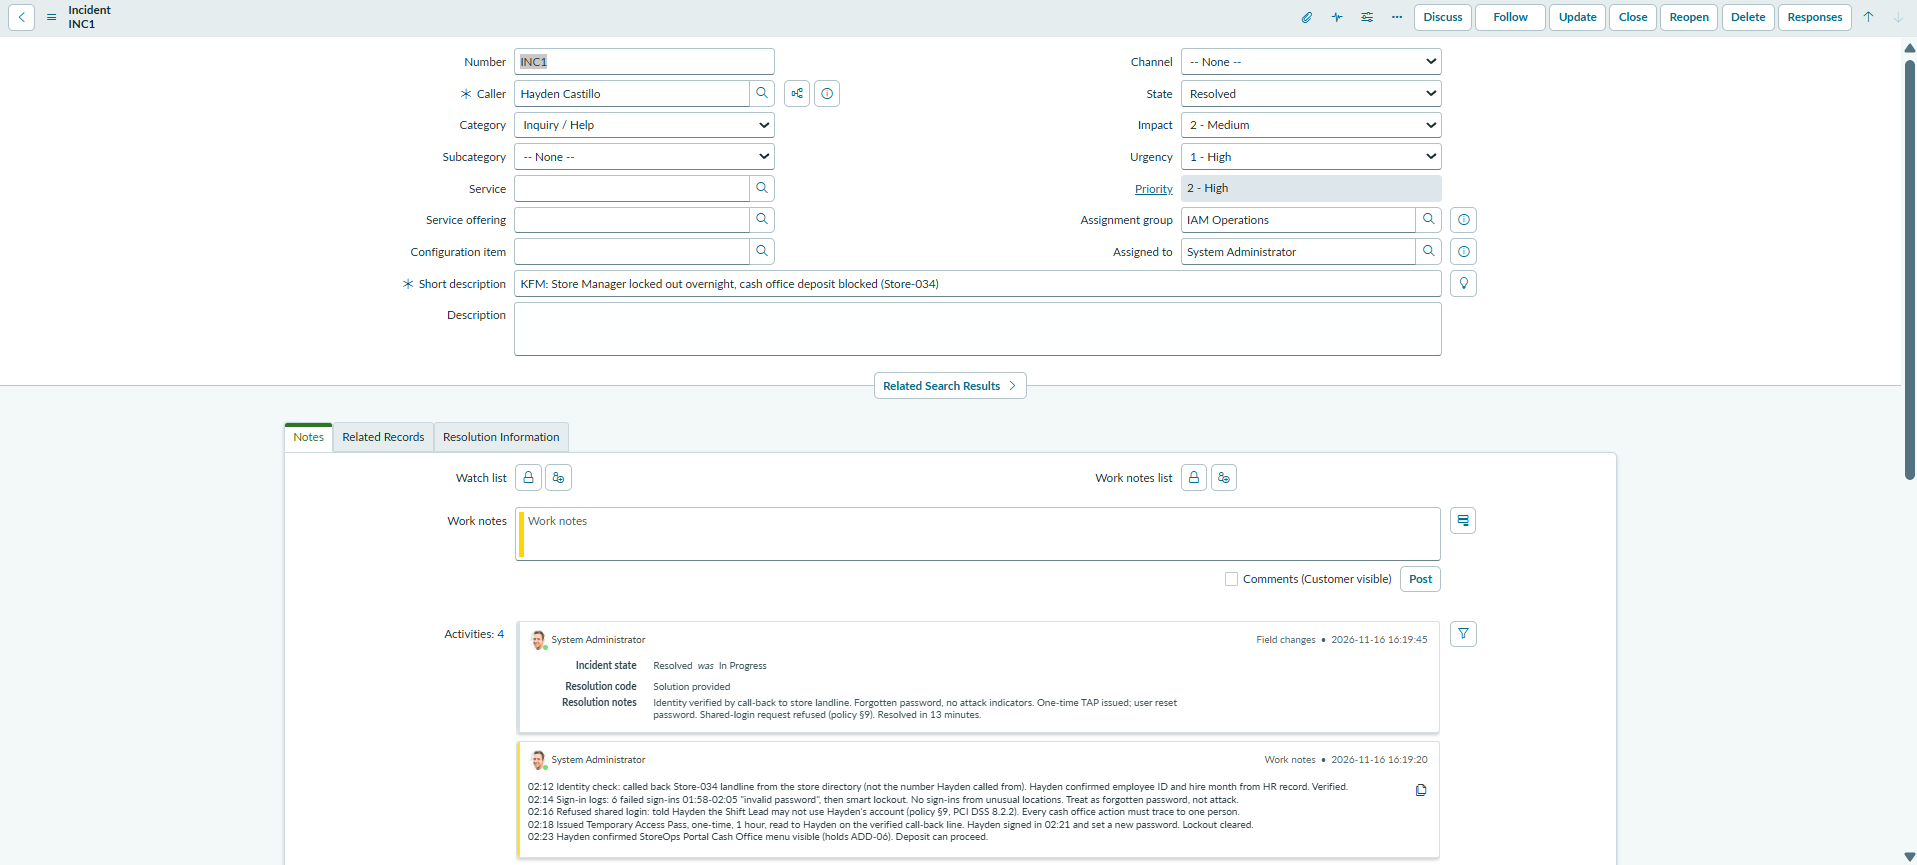 Incident
INC1
Discuss
Follow
Update
Close
Reopen
Delete
Responses
Number
INC1
Caller
Hayden Castillo
Category
Inquiry / Help
Subcategory
-- None --
Service
Service offering
Configuration item
Channel
-- None --
State
Resolved
Impact
2 - Medium
Urgency
1 - High
Priority
2 - High
Assignment group
IAM Operations
Assigned to
System Administrator
Short description
KFM: Store Manager locked out overnight, cash office deposit blocked (Store-034)
Description
Related Search Results
Notes
Related Records
Resolution Information
Watch list
Work notes list
Work notes
Work notes
Comments (Customer visible)
Post
Activities: 4
System Administrator
Field changes • 2026-11-16 16:19:45
Incident state Resolved was In Progress
Resolution code Solution provided
Resolution notes Identity verified by call-back to store landline. Forgotten password, no attack indicators. One-time TAP issued; user reset
password. Shared-login request refused (policy §9). Resolved in 13 minutes.
System Administrator
Work notes • 2026-11-16 16:19:20
02:12 Identity check: called back Store-034 landline from the store directory (not the number Hayden called from). Hayden confirmed employee ID and hire month from HR record. Verified.
02:14 Sign-in logs: 6 failed sign-ins 01:58-02:05 "invalid password", then smart lockout. No sign-ins from unusual locations. Treat as forgotten password, not attack.
02:16 Refused shared login: told Hayden the Shift Lead may not use Hayden's account (policy §9, PCI DSS 8.2.2). Every cash office action must trace to one person.
02:18 Issued Temporary Access Pass, one-time, 1 hour, read to Hayden on the verified call-back line. Hayden signed in 02:21 and set a new password. Lockout cleared.
02:23 Hayden confirmed StoreOps Portal Cash Office menu visible (holds ADD-06). Deposit can proceed.